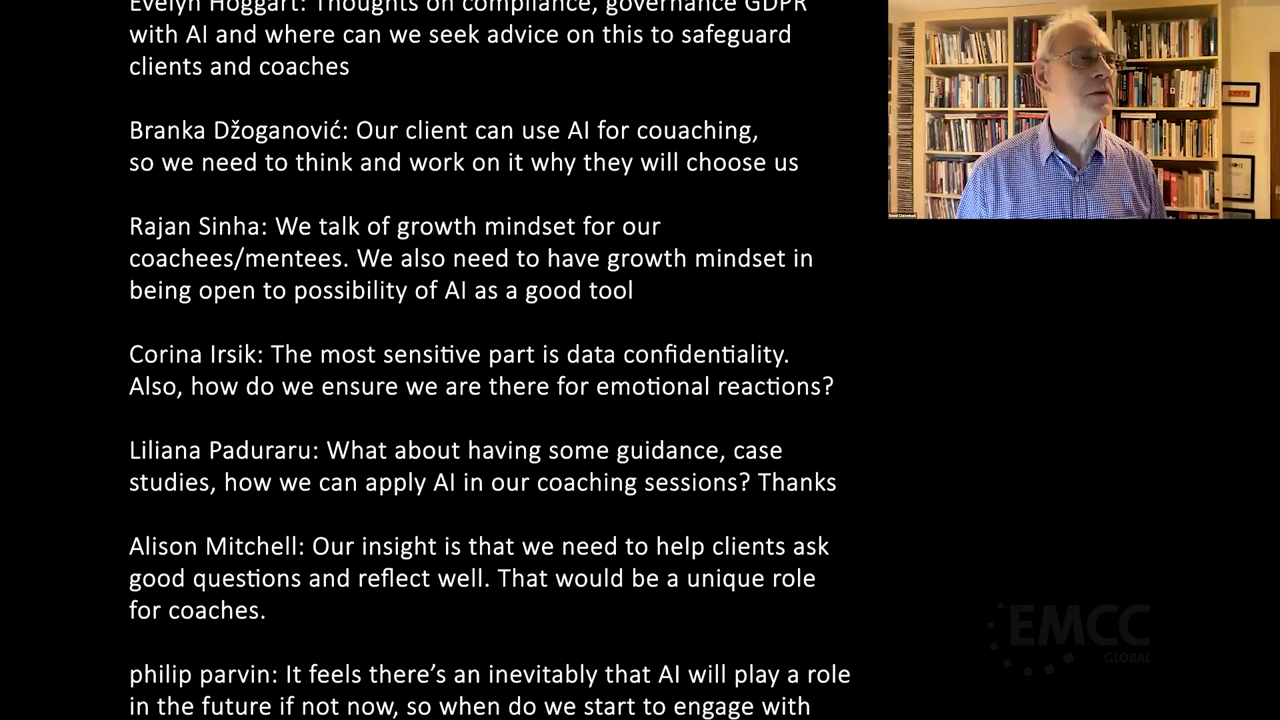 Evelyn Hoggart: Thoughts on compliance, governance GDPR
with AI and where can we seek advice on this to safeguard
clients and coaches
Branka Džoganović: Our client can use AI for couaching,
so we need to think and work on it why they will choose us
Rajan Sinha: We talk of growth mindset for our
coachees/mentees. We also need to have growth mindset in
being open to possibility of AI as a good tool
Corina Irsik: The most sensitive part is data confidentiality.
Also, how do we ensure we are there for emotional reactions?
Liliana Paduraru: What about having some guidance, case
studies, how we can apply AI in our coaching sessions? Thanks
Alison Mitchell: Our insight is that we need to help clients ask
good questions and reflect well. That would be a unique role
for coaches.
philip parvin: It feels there’s an inevitably that AI will play a role
in the future if not now, so when do we start to engage with
EMCC
GLOBAL